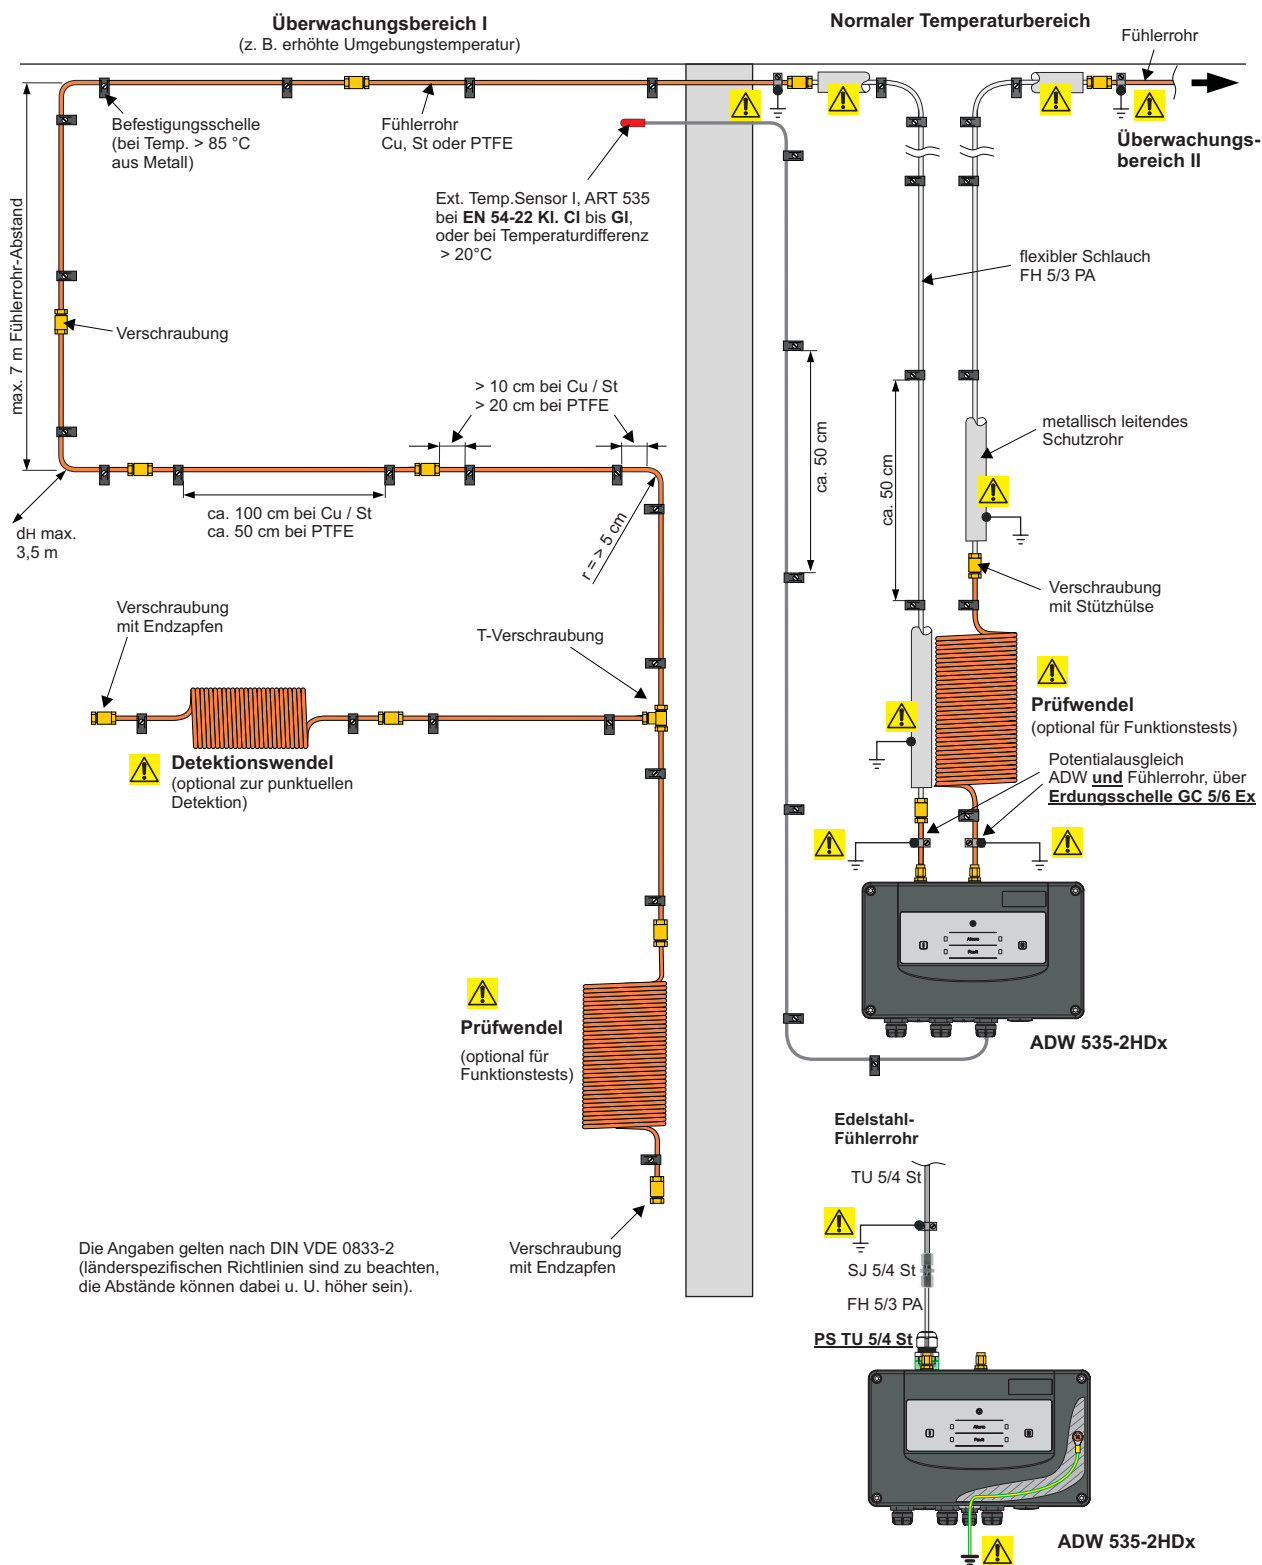 Überwachungsbereich I
(z. B. erhöhte Umgebungstemperatur)
Normaler Temperaturbereich
Fühlerrohr
Überwachungs-
bereich II
Befestigungsschelle
(bei Temp. > 85 °C
aus Metall)
Fühlerrohr
Cu, St oder PTFE
Ext. Temp.Sensor I, ART 535
bei EN 54-22 Kl. CI bis GI,
oder bei Temperaturdifferenz
> 20°C
flexibler Schlauch
FH 5/3 PA
max. 7 m Fühlerrohr-Abstand
Verschraubung
> 10 cm bei Cu / St
> 20 cm bei PTFE
ca. 50 cm
ca. 50 cm
metallisch leitendes
Schutzrohr
dH max.
3,5 m
ca. 100 cm bei Cu / St
ca. 50 cm bei PTFE
r = > 5 cm
Verschraubung
mit Stützhülse
Verschraubung
mit Endzapfen
T-Verschraubung
Prüfwendel
(optional für Funktionstests)
Detektionswendel
(optional zur punktuellen
Detektion)
Potentialausgleich
ADW und Fühlerrohr, über
Erdungsschelle GC 5/6 Ex
Alarm
Fault
I
II
ADW 535-2HDx
Prüfwendel
(optional für
Funktionstests)
Edelstahl-
Fühlerrohr
TU 5/4 St
SJ 5/4 St
FH 5/3 PA
PS TU 5/4 St
Verschraubung
mit Endzapfen
Die Angaben gelten nach DIN VDE 0833-2
(länderspezifischen Richtlinien sind zu beachten,
die Abstände können dabei u. U. höher sein).
Alarm
Fault
I
II
ADW 535-2HDx